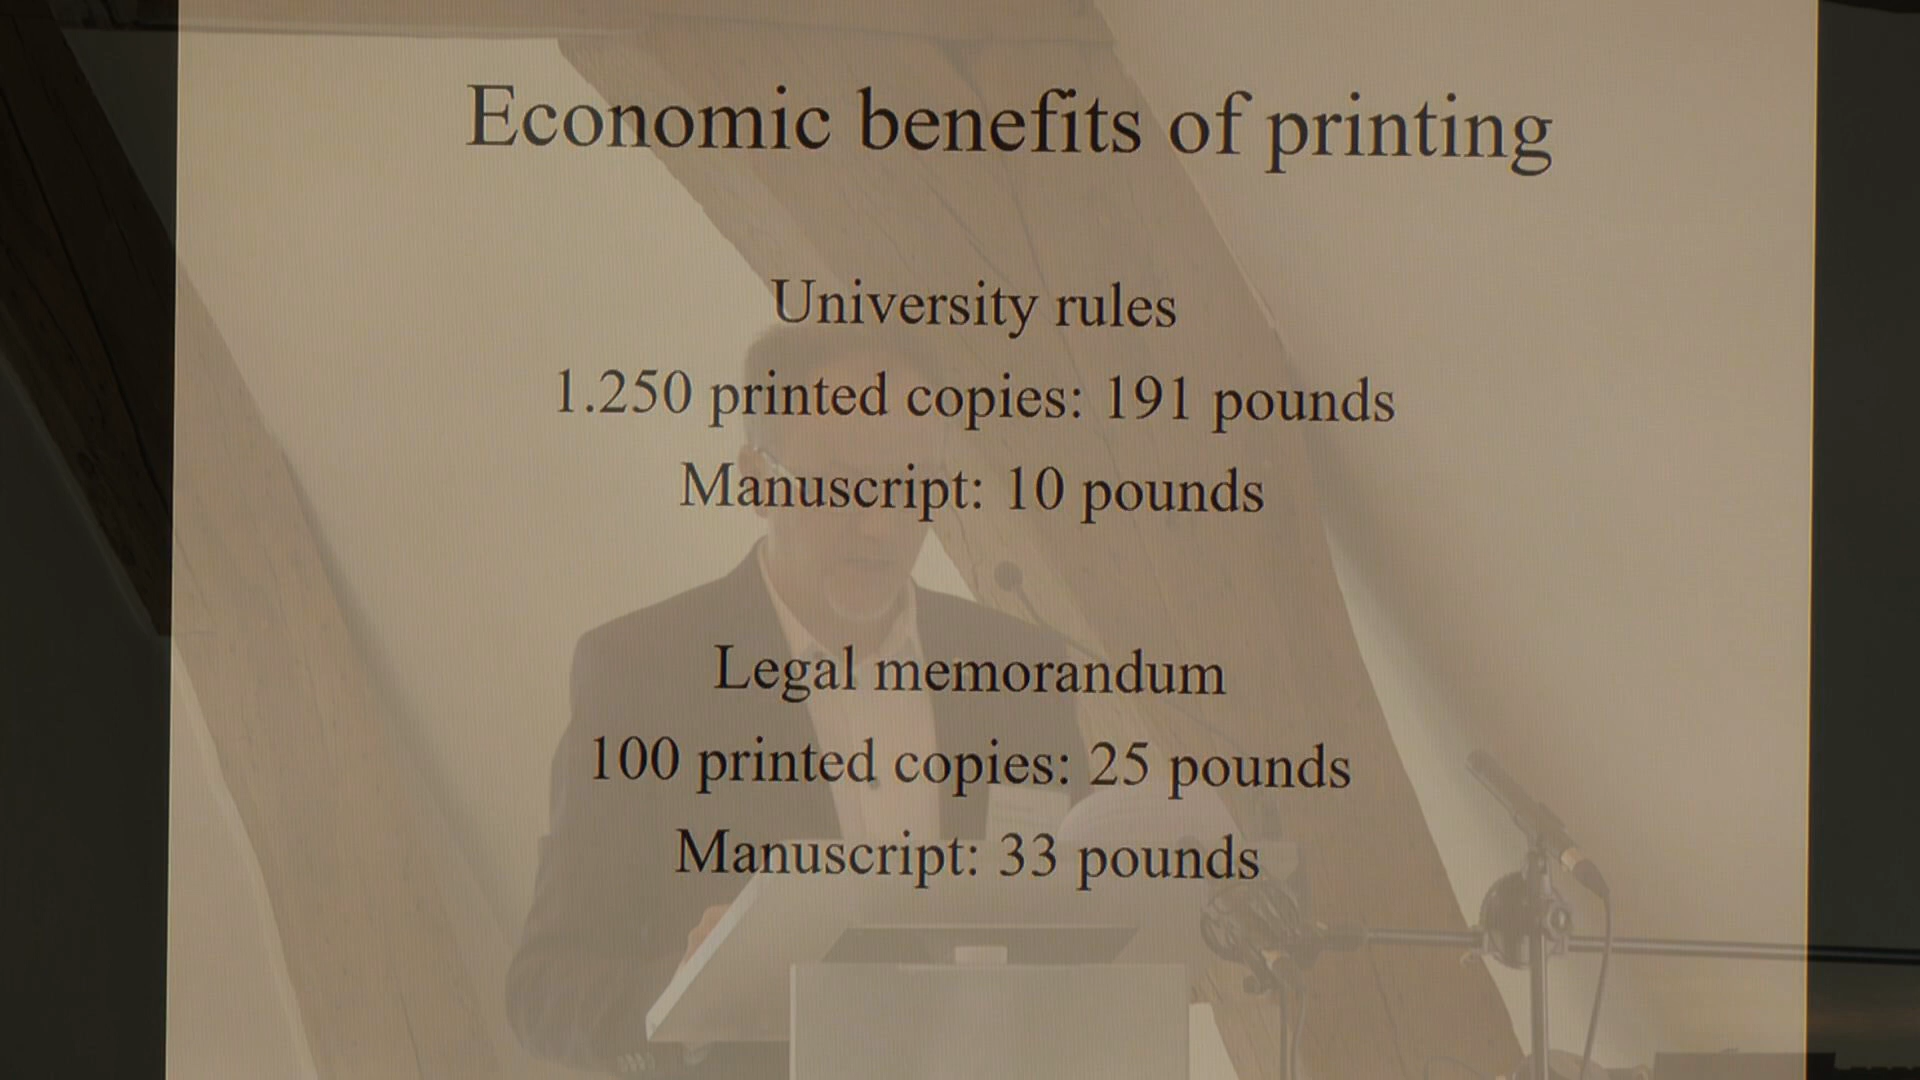 Economic benefits of printing
University rules
1.250 printed copies: 191 pounds
Manuscript: 10 pounds
Legal memorandum
100 printed copies: 25 pounds
Manuscript: 33 pounds